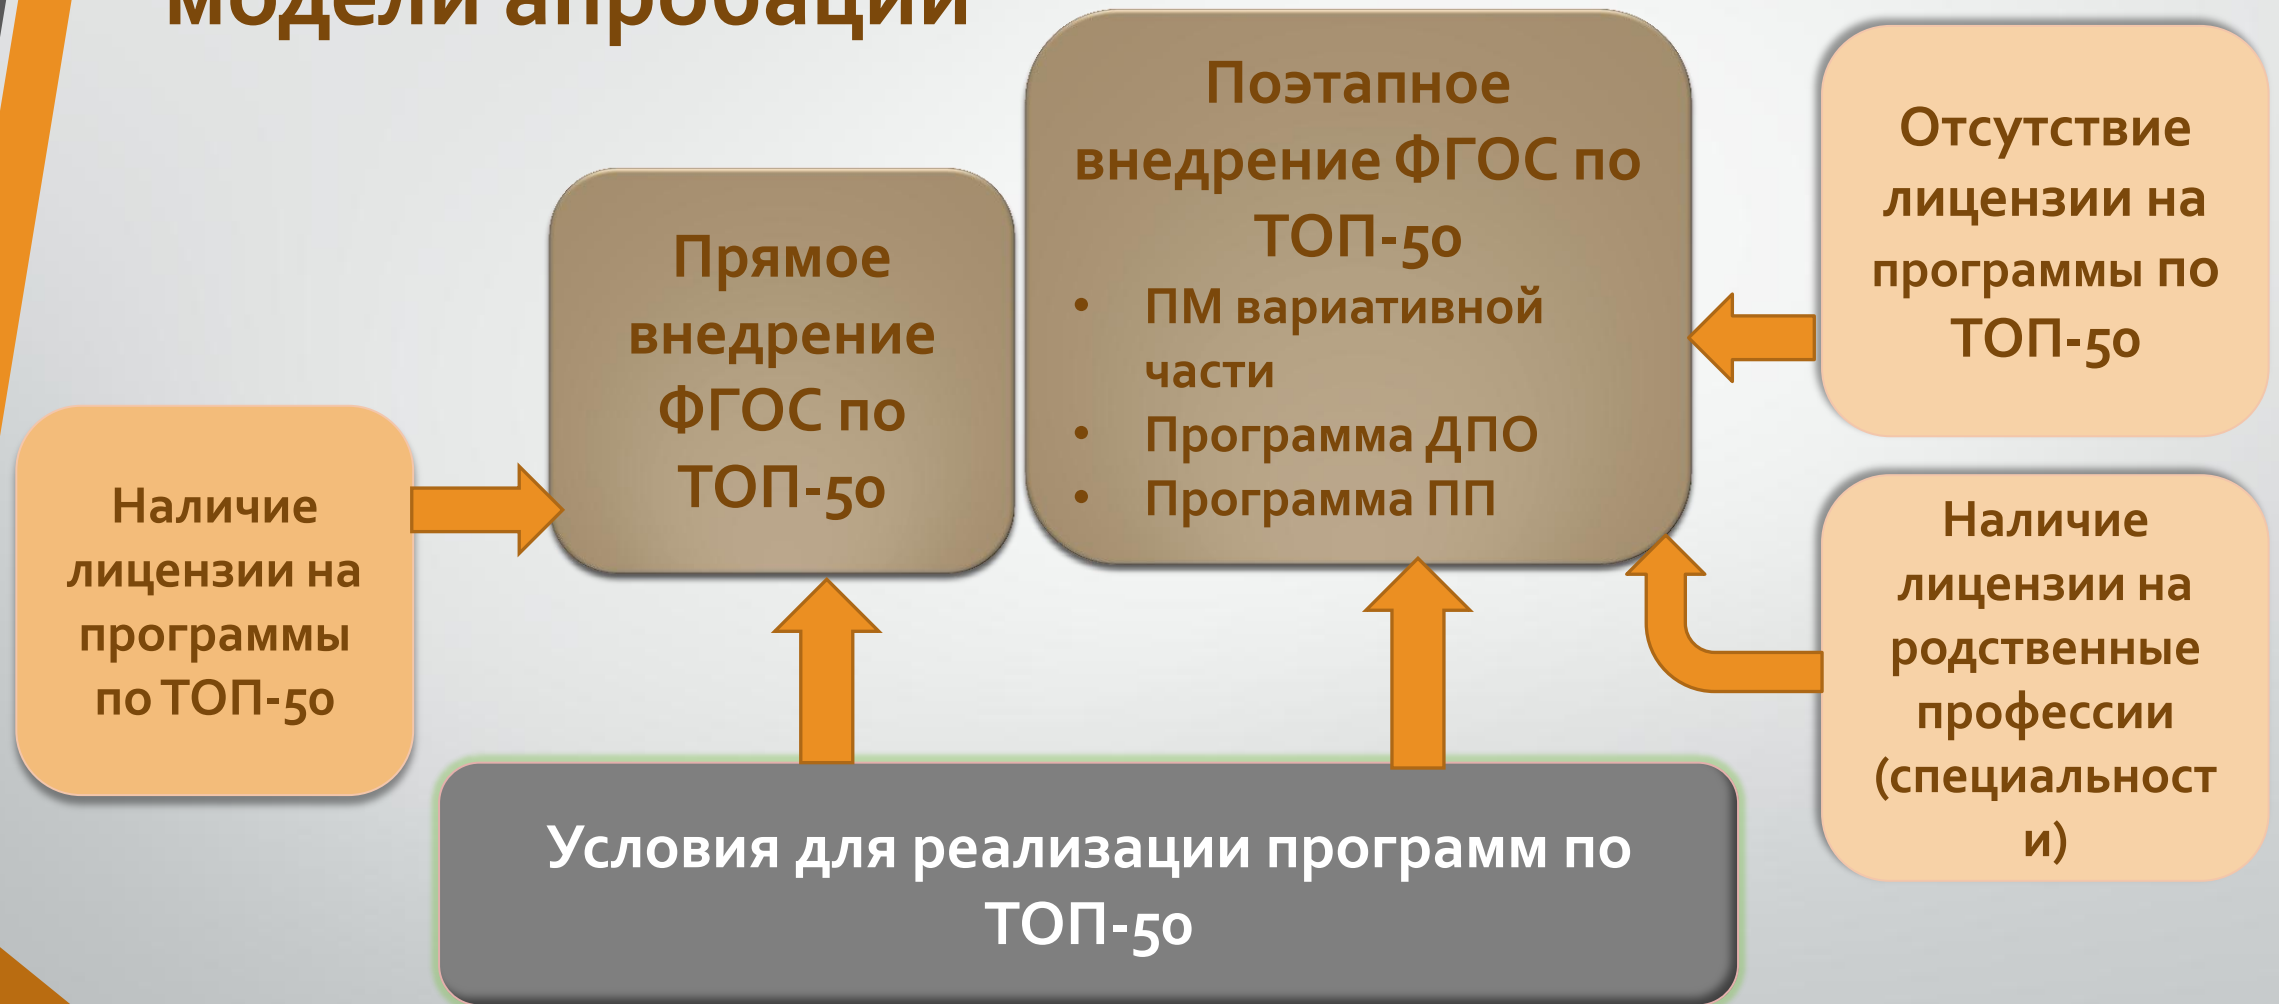 модели апробации
Поэтапное
внедрение ФГОС по
ТОП-50
• ПМ вариативной
части
• Программа ДПО
• Программа ПП
Отсутствие
лицензии на
программы по
ТОП-50
Прямое
внедрение
ФГОС по
ТОП-50
Наличие
лицензии на
программы
по ТОП-50
Наличие
лицензии на
родственные
профессии
(специальност
и)
Условия для реализации программ по
ТОП-50